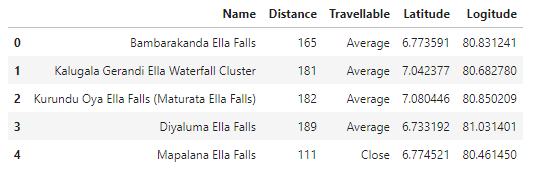 Name Distance Travellable Latitude Logitude
0 Bambarakanda Ella Falls 165 Average 6.773591 80.831241
1 Kalugala Gerandi Ella Waterfall Cluster 181 Average 7.042377 80.682780
2 Kurundu Oya Ella Falls (Maturata Ella Falls) 182 Average 7.080446 80.850209
3 Diyaluma Ella Falls 189 Average 6.733192 81.031401
4 Mapalana Ella Falls 111 Close 6.774521 80.461450